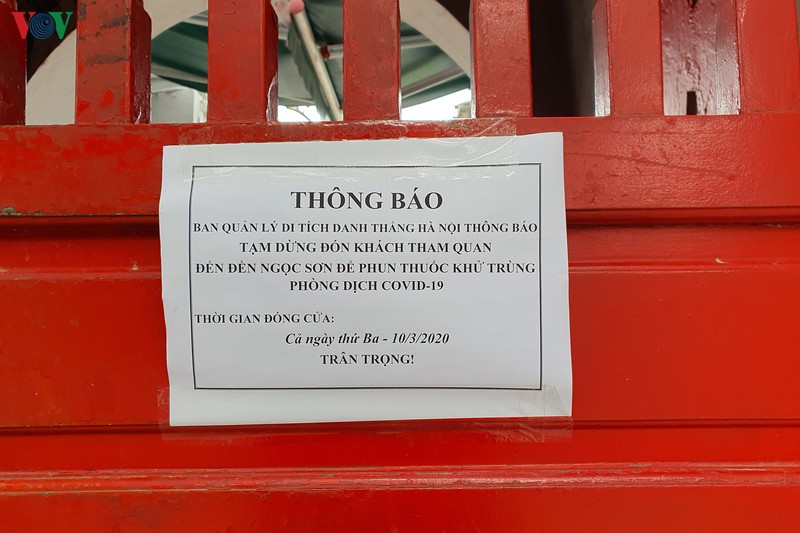 VOV
THÔNG BÁO
BAN QUẢN LÝ DI TÍCH DANH THẮNG HÀ NỘI THÔNG BÁO
TẠM DỪNG ĐÓN KHÁCH THAM QUAN
ĐẾN ĐỀN NGỌC SƠN ĐỂ PHUN THUỐC KHỬ TRÙNG
PHÒNG DỊCH COVID-19
THỜI GIAN ĐÓNG CỬA:
Cả ngày thứ Ba - 10/3/2020
TRÂN TRỌNG!